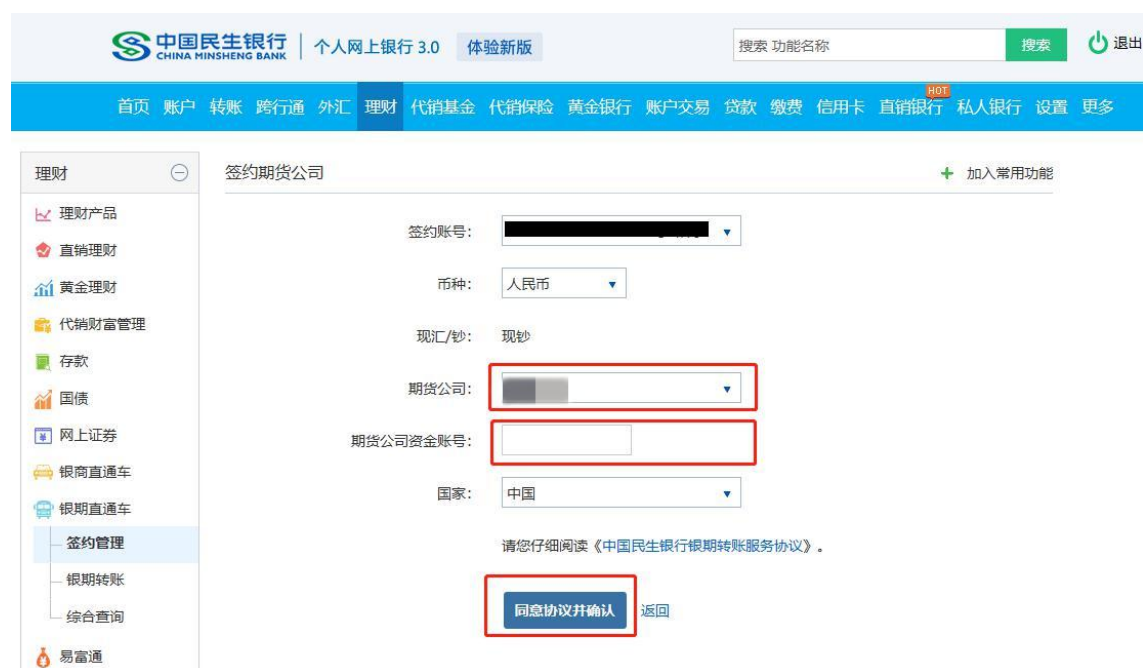 中国民生银行 个人网上银行 3.0 体验新版 搜索 功能名称 搜索 退出
CHINA MINSHENG BANK
HOT
首页 账户 转账 跨行通 外汇 理财 代销基金 代销保险 黄金银行 账户交易 贷款 缴费 信用卡 直销银行 私人银行 设置 更多
理财
理财产品
直销理财
黄金理财
代销财富管理
存款
国债
网上证券
银商直通车
银期直通车
签约管理
银期转账
综合查询
易富通
签约期货公司 + 加入常用功能
签约账号:
币种: 人民币
现汇/钞: 现钞
期货公司:
期货公司资金账号:
国家: 中国
请您仔细阅读《中国民生银行银期转账服务协议》。
同意协议并确认 返回